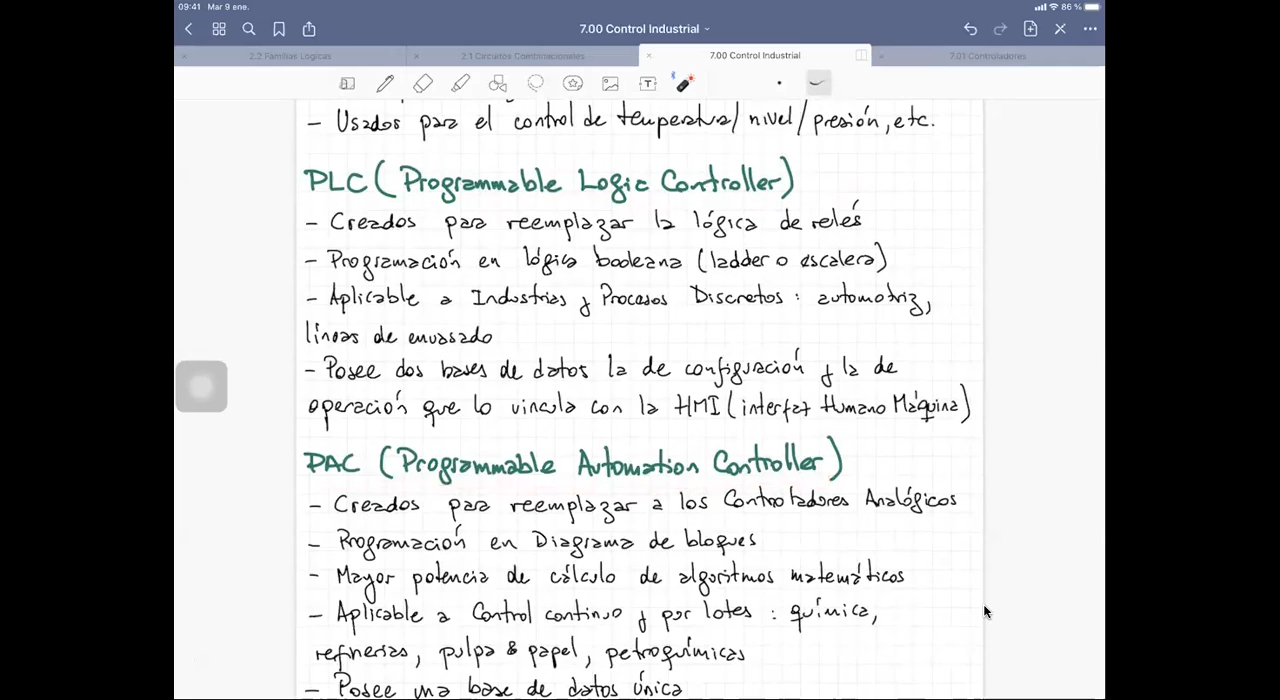 09:41 Mar 9 ene.
86 %
7.00 Control Industrial
2.2 Familias Logicas
2.1 Circuitos Combinacionales
7.00 Control Industrial
7.01 Controladores
- Usados para el control de temperatura/nivel/presión, etc.
PLC (Programmable Logic Controller)
- Creados para reemplazar la lógica de relés
- Programación en lógica booleana (ladder o escalera)
- Aplicable a Industrias y Procesos Discretos: automotriz,
líneas de envasado
- Posee dos bases de datos la de configuración y la de
operación que lo vincula con la HMI (interfaz Humano Máquina)
PAC (Programmable Automation Controller)
- Creados para reemplazar a los Controladores Analógicos
- Programación en Diagrama de bloques
- Mayor potencia de cálculo de algoritmos matemáticos
- Aplicable a Control continuo y por lotes: química,
refinerias, pulpa & papel, petroquímicas
- Posee una base de datos única